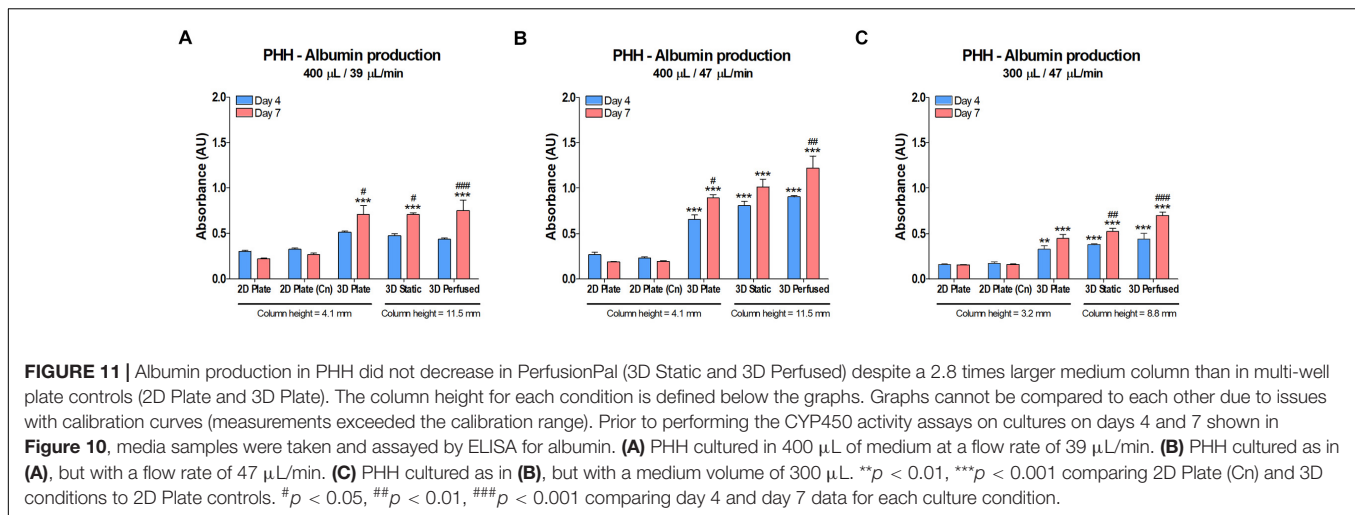 A
PHH - Albumin production
400 µL / 39 µL/min
Day 4
Day 7
Absorbance (AU)
2.0
1.5
1.0
0.5
0.0
#
***
#
***
###
***
2D Plate 2D Plate (Cn) 3D Plate 3D Static 3D Perfused
Column height = 4.1 mm Column height = 11.5 mm
B
PHH - Albumin production
400 µL / 47 µL/min
Day 4
Day 7
Absorbance (AU)
2.0
1.5
1.0
0.5
0.0
***
#
***
***
***
***
##
***
2D Plate 2D Plate (Cn) 3D Plate 3D Static 3D Perfused
Column height = 4.1 mm Column height = 11.5 mm
C
PHH - Albumin production
300 µL / 47 µL/min
Day 4
Day 7
Absorbance (AU)
2.0
1.5
1.0
0.5
0.0
**
***
***
##
***
***
###
***
2D Plate 2D Plate (Cn) 3D Plate 3D Static 3D Perfused
Column height = 3.2 mm Column height = 8.8 mm
FIGURE 11 | Albumin production in PHH did not decrease in PerfusionPal (3D Static and 3D Perfused) despite a 2.8 times larger medium column than in multi-well
plate controls (2D Plate and 3D Plate). The column height for each condition is defined below the graphs. Graphs cannot be compared to each other due to issues
with calibration curves (measurements exceeded the calibration range). Prior to performing the CYP450 activity assays on cultures on days 4 and 7 shown in
Figure 10, media samples were taken and assayed by ELISA for albumin. (A) PHH cultured in 400 µL of medium at a flow rate of 39 µL/min. (B) PHH cultured as in
(A), but with a flow rate of 47 µL/min. (C) PHH cultured as in (B), but with a medium volume of 300 µL. **p < 0.01, ***p < 0.001 comparing 2D Plate (Cn) and 3D
conditions to 2D Plate controls. #p < 0.05, ##p < 0.01, ###p < 0.001 comparing day 4 and day 7 data for each culture condition.